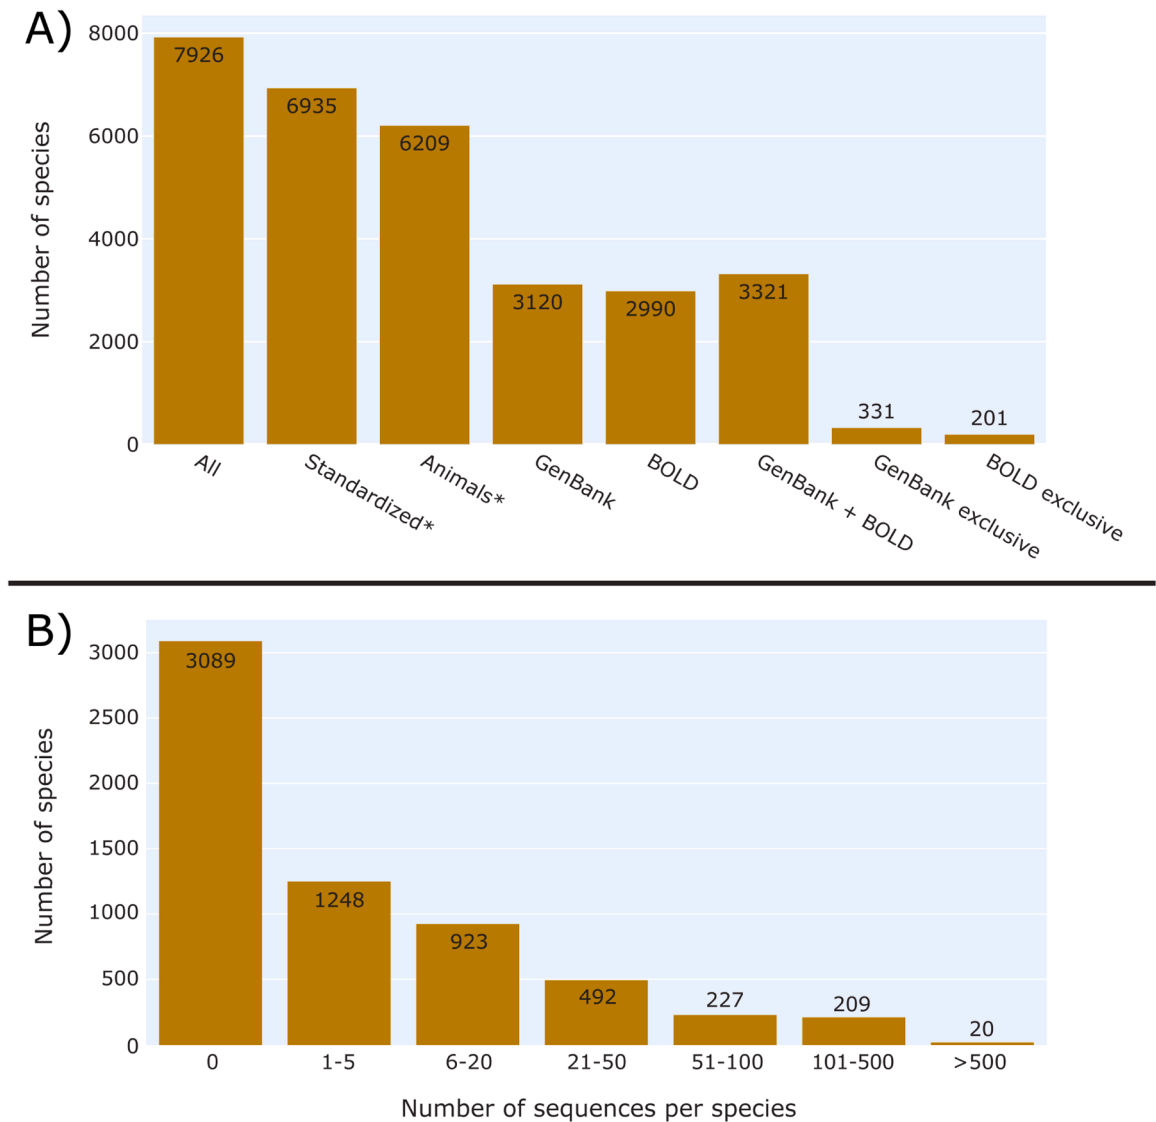 A)
Number of species
8000
6000
4000
2000
0
7926
6935
6209
3120
2990
3321
331
201
All
Standardized*
Animals*
GenBank
BOLD
GenBank + BOLD
GenBank exclusive
BOLD exclusive
B)
Number of species
3000
2500
2000
1500
1000
500
0
3089
1248
923
492
227
209
20
0
1-5
6-20
21-50
51-100
101-500
>500
Number of sequences per species